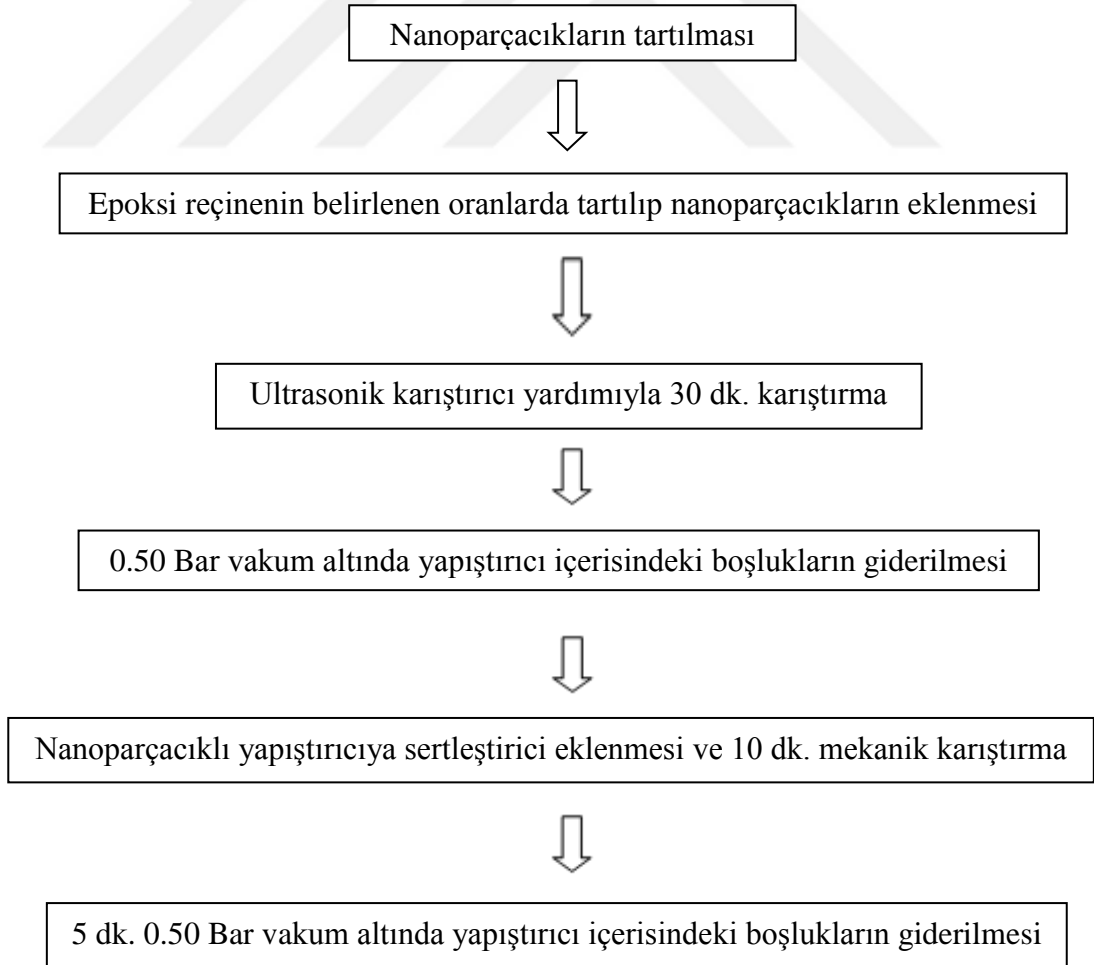 Nanoparçacıkların tartılması
Epoksi reçinenin belirlenen oranlarda tartılıp nanoparçacıkların eklenmesi
Ultrasonik karıştırıcı yardımıyla 30 dk. karıştırma
0.50 Bar vakum altında yapıştırıcı içerisindeki boşlukların giderilmesi
Nanoparçacıklı yapıştırıcıya sertleştirici eklenmesi ve 10 dk. mekanik karıştırma
5 dk. 0.50 Bar vakum altında yapıştırıcı içerisindeki boşlukların giderilmesi